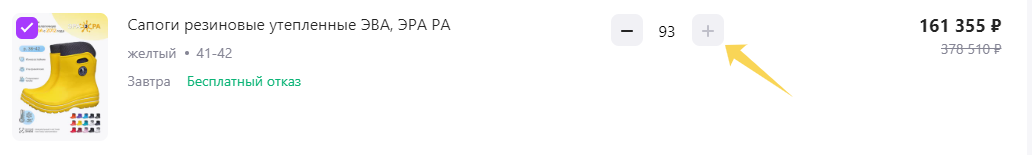 Сапоги резиновые утепленные ЭВА, ЭРА РА
желтый • 41-42
Завтра Бесплатный отказ
− 93 +
161 355 ₽
378 510 ₽